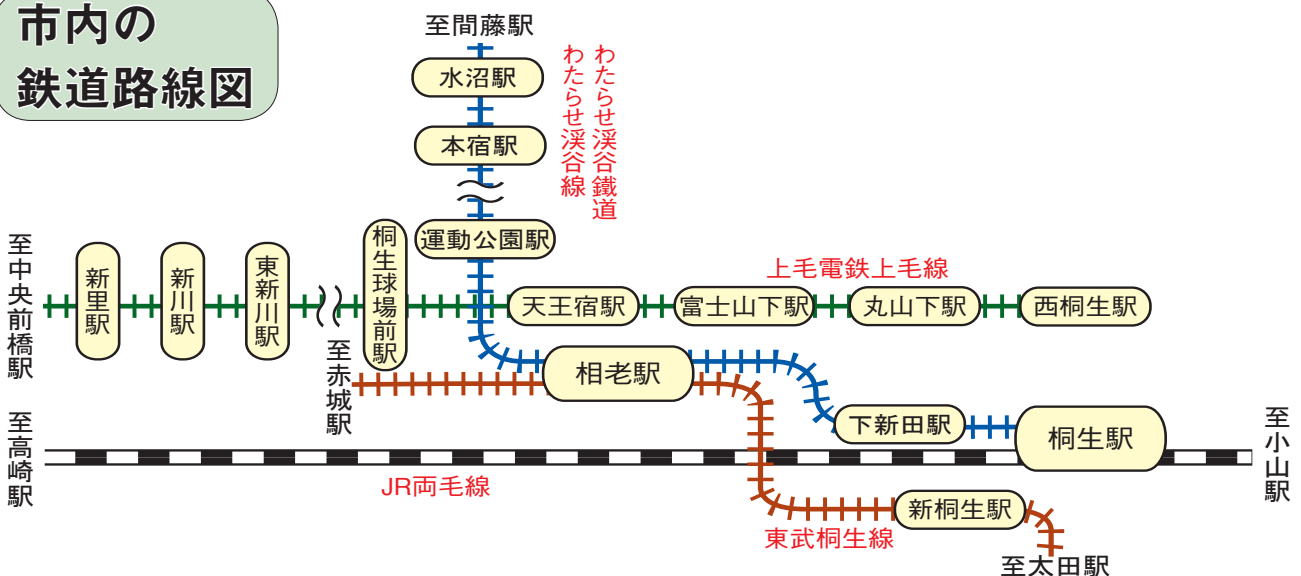 市内の
鉄道路線図
至間藤駅
水沼駅
本宿駅
わたらせ渓谷鐵道
わたらせ渓谷線
運動公園駅
至中央前橋駅
新里駅
新川駅
東新川駅
桐生球場前駅
上毛電鉄上毛線
天王宿駅
富士山下駅
丸山下駅
西桐生駅
至赤城駅
相老駅
下新田駅
桐生駅
至高崎駅
至小山駅
JR両毛線
新桐生駅
東武桐生線
至太田駅